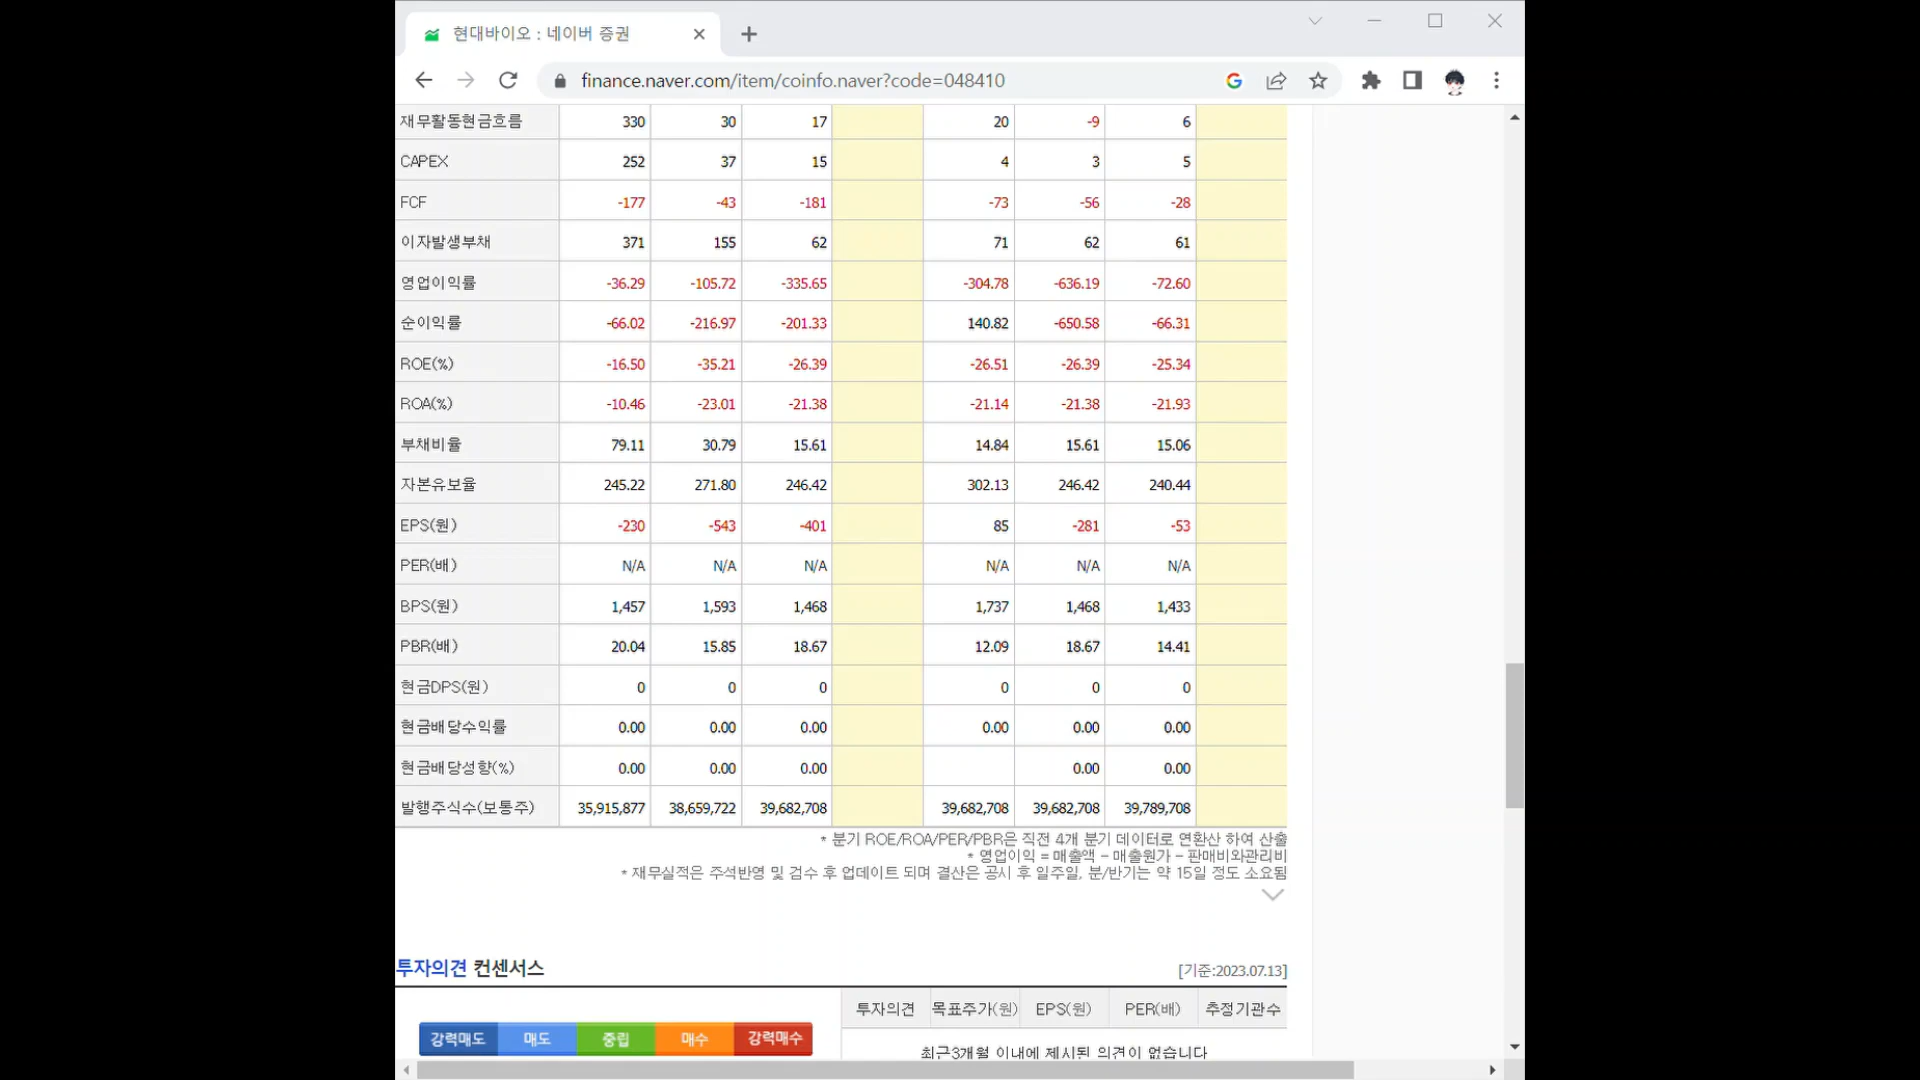 현대바이오 : 네이버 증권
finance.naver.com/item/coinfo.naver?code=048410
재무활동현금흐름 330 30 17 20 -9 6
CAPEX 252 37 15 4 3 5
FCF -177 -43 -181 -73 -56 -28
이자발생부채 371 155 62 71 62 61
영업이익률 -36.29 -105.72 -335.65 -304.78 -636.19 -72.60
순이익률 -66.02 -216.97 -201.33 140.82 -650.58 -66.31
ROE(%) -16.50 -35.21 -26.39 -26.51 -26.39 -25.34
ROA(%) -10.46 -23.01 -21.38 -21.14 -21.38 -21.93
부채비율 79.11 30.79 15.61 14.84 15.61 15.06
자본유보율 245.22 271.80 246.42 302.13 246.42 240.44
EPS(원) -230 -543 -401 85 -281 -53
PER(배) N/A N/A N/A N/A N/A N/A
BPS(원) 1,457 1,593 1,468 1,737 1,468 1,433
PBR(배) 20.04 15.85 18.67 12.09 18.67 14.41
현금DPS(원) 0 0 0 0 0 0
현금배당수익률 0.00 0.00 0.00 0.00 0.00 0.00
현금배당성향(%) 0.00 0.00 0.00 0.00 0.00
발행주식수(보통주) 35,915,877 38,659,722 39,682,708 39,682,708 39,682,708 39,789,708
* 분기 ROE/ROA/PER/PBR은 직전 4개 분기 데이터로 연환산 하여 산출
* 영업이익 = 매출액 - 매출원가 - 판매비와관리비
* 재무실적은 주석반영 및 검수 후 업데이트 되며 결산은 공시 후 일주일, 분/반기는 약 15일 정도 소요됨
투자의견 컨센서스 [기준:2023.07.13]
투자의견 목표주가(원) EPS(원) PER(배) 추정기관수
강력매도 매도 중립 매수 강력매수
최근3개월 이내에 제시된 의견이 없습니다